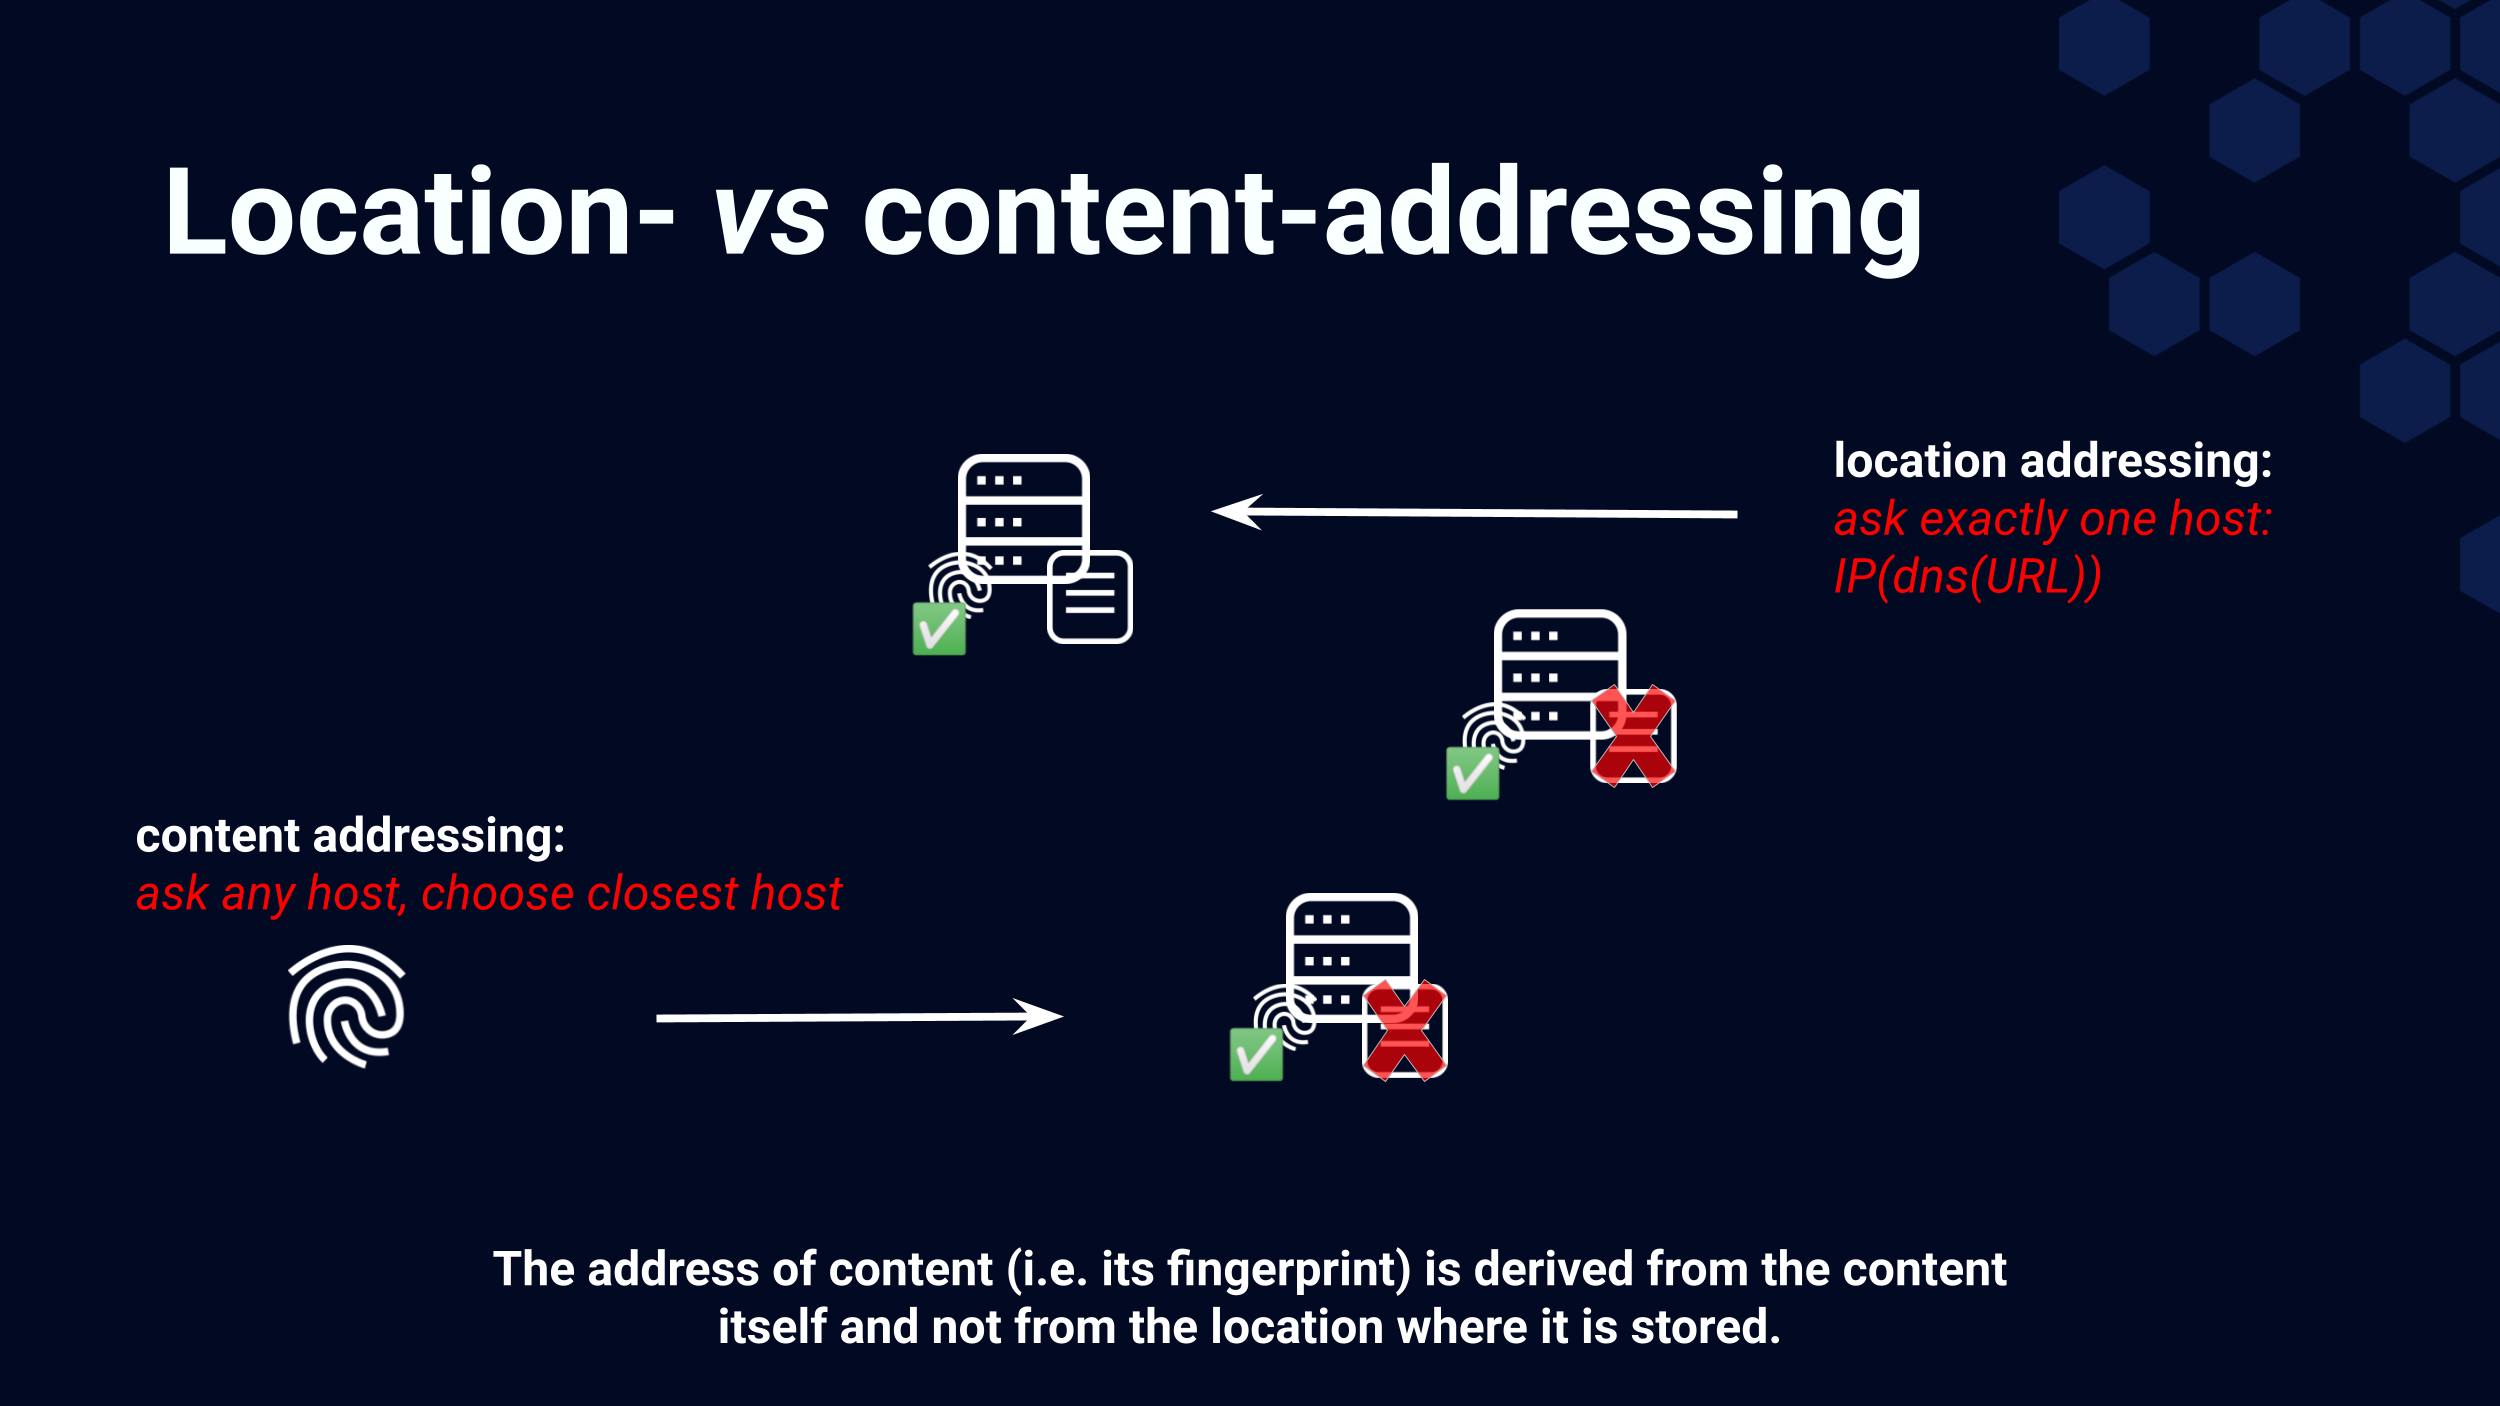 Location- vs content-addressing
location addressing:
ask exactly one host:
IP(dns(URL))
content addressing:
ask any host, choose closest host
The address of content (i.e. its fingerprint) is derived from the content
itself and not from the location where it is stored.